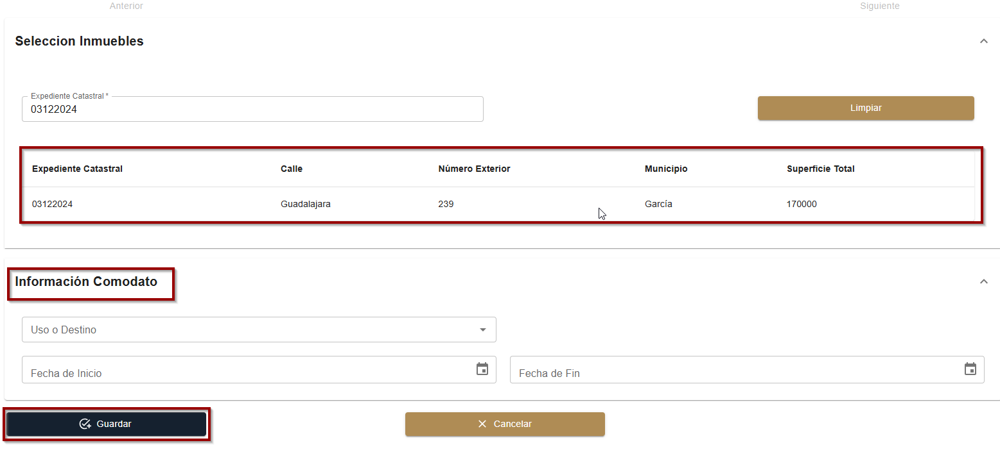 Anterior Siguiente
Seleccion Inmuebles
Expediente Catastral *
03122024
Limpiar
Expediente Catastral Calle Número Exterior Municipio Superficie Total
03122024 Guadalajara 239 García 170000
Información Comodato
Uso o Destino
Fecha de Inicio Fecha de Fin
Guardar Cancelar